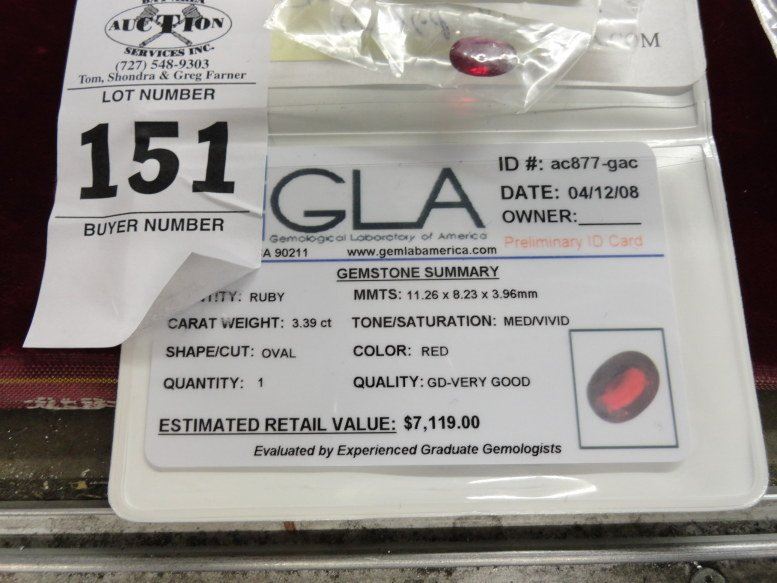 AUCTION
SERVICES INC.
(727) 548-9303
Tom, Shondra & Greg Farner
LOT NUMBER
151
BUYER NUMBER
.COM
GLA
Gemological Laboratory of America
A 90211 www.gemlabamerica.com
ID #: ac877-gac
DATE: 04/12/08
OWNER:______
Preliminary ID Card
GEMSTONE SUMMARY
TITY: RUBY MMTS: 11.26 x 8.23 x 3.96mm
CARAT WEIGHT: 3.39 ct TONE/SATURATION: MED/VIVID
SHAPE/CUT: OVAL COLOR: RED
QUANTITY: 1 QUALITY: GD-VERY GOOD
ESTIMATED RETAIL VALUE: $7,119.00
Evaluated by Experienced Graduate Gemologists